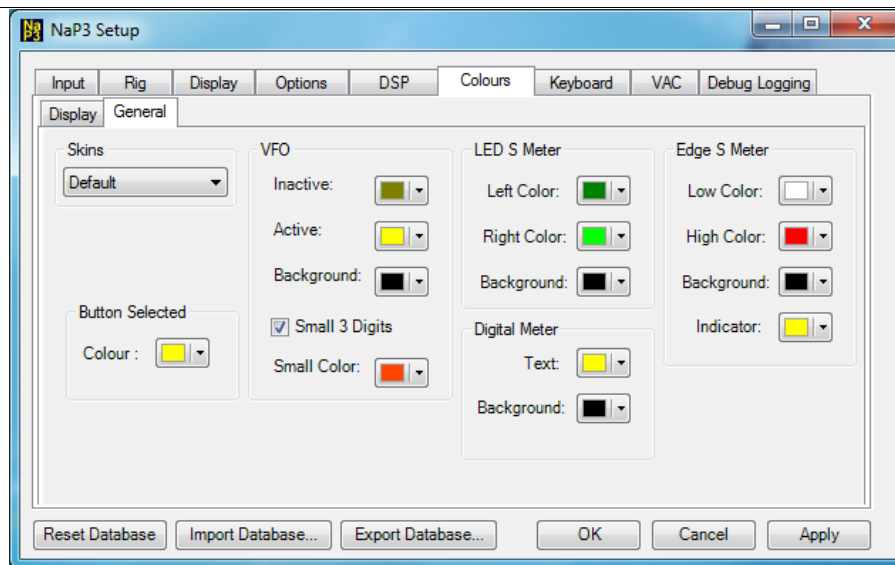 NaP3 Setup
Input Rig Display Options DSP Colours Keyboard VAC Debug Logging
Display General
Skins
Default
Button Selected
Colour :
VFO
Inactive:
Active:
Background:
Small 3 Digits
Small Color:
LED S Meter
Left Color:
Right Color:
Background:
Digital Meter
Text:
Background:
Edge S Meter
Low Color:
High Color:
Background:
Indicator:
Reset Database Import Database... Export Database... OK Cancel Apply